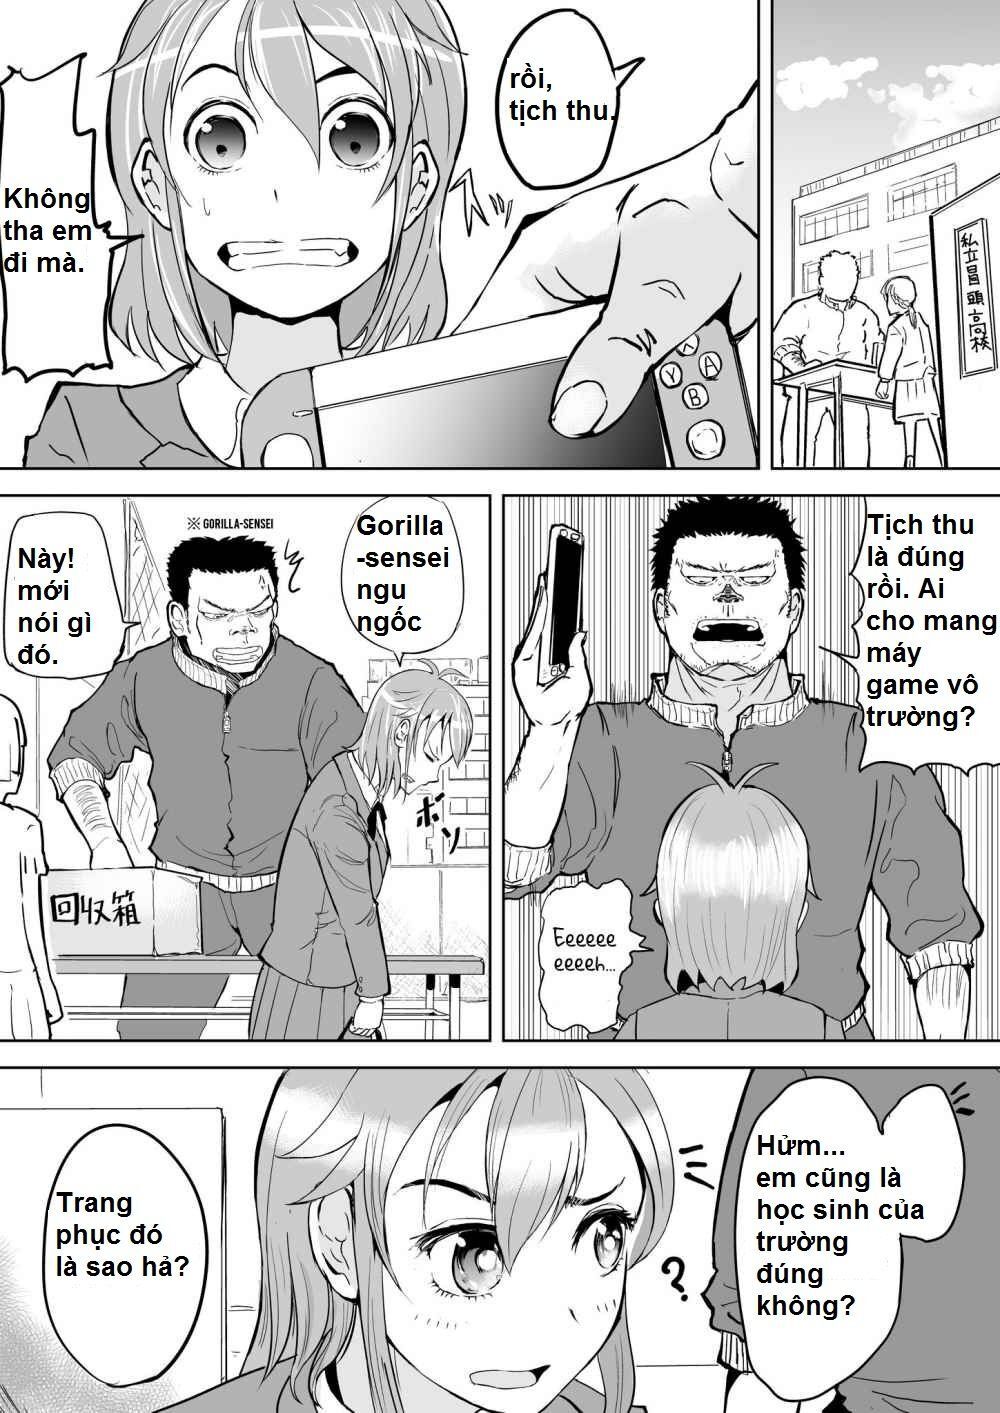 私立冒頭高校
rồi,
tịch thu.
Không
tha em
đi mà.
Y
A
B
Tịch thu
là đúng
rồi. Ai
cho mang
máy
game vô
trường?
Eeeeee
eeeeh...
※ GORILLA-SENSEI
Gorilla
-sensei
ngu
ngốc
Này!
mới
nói gì
đó.
ボソ
回収箱
Hửm...
em cũng là
học sinh của
trường
đúng
không?
?
Trang
phục đó
là sao hả?